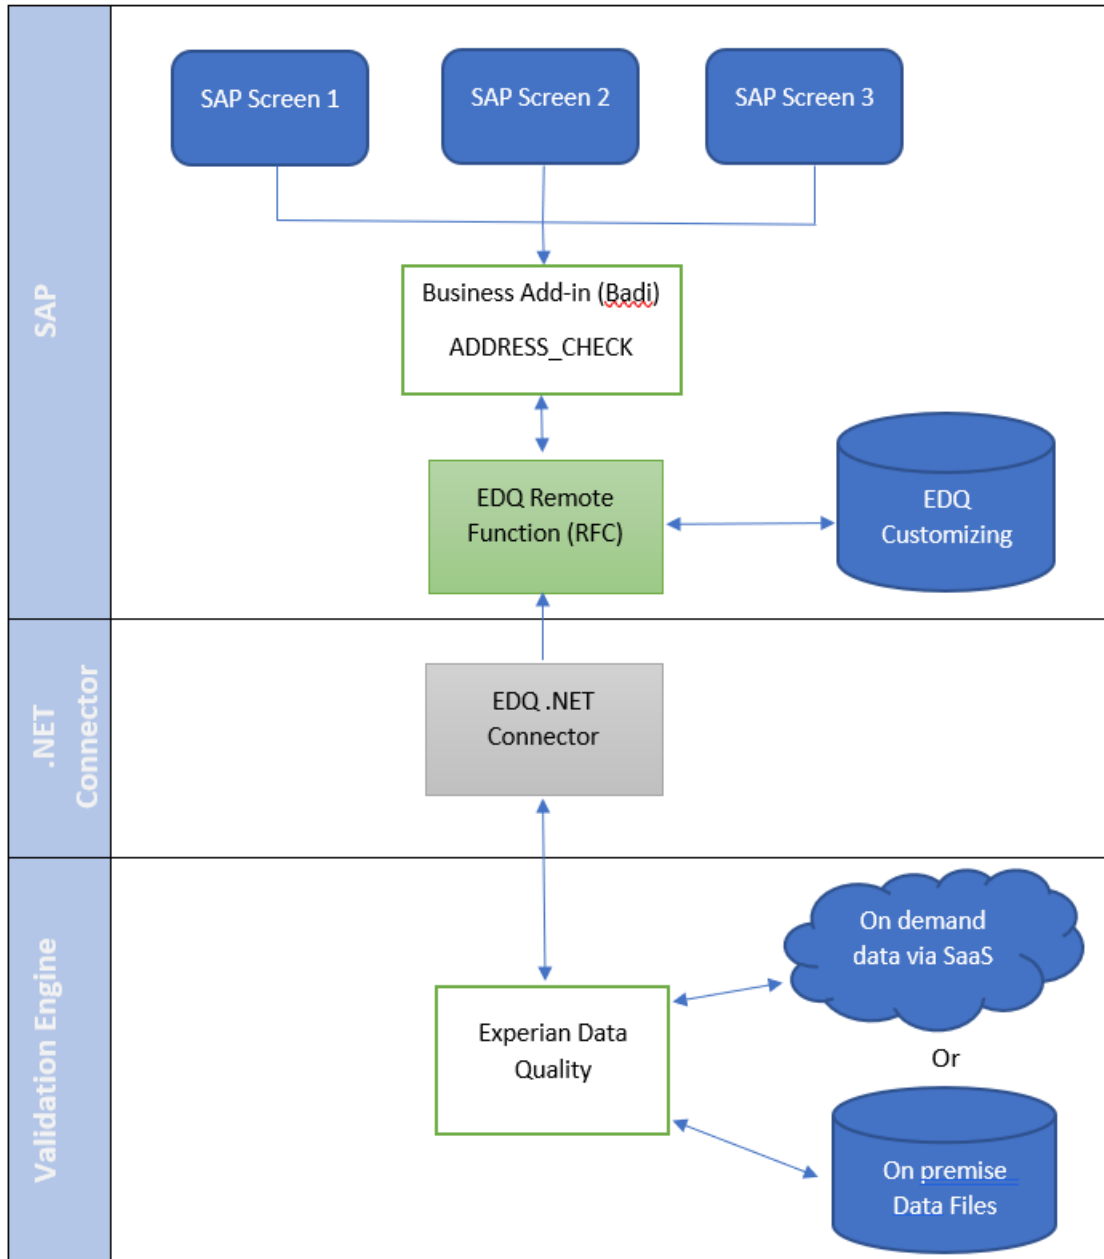 SAP
SAP Screen 1
SAP Screen 2
SAP Screen 3
Business Add-in (Badi)
ADDRESS_CHECK
EDQ Remote
Function (RFC)
EDQ
Customizing
.NET
Connector
EDQ .NET
Connector
Validation Engine
Experian Data
Quality
On demand
data via SaaS
Or
On premise
Data Files